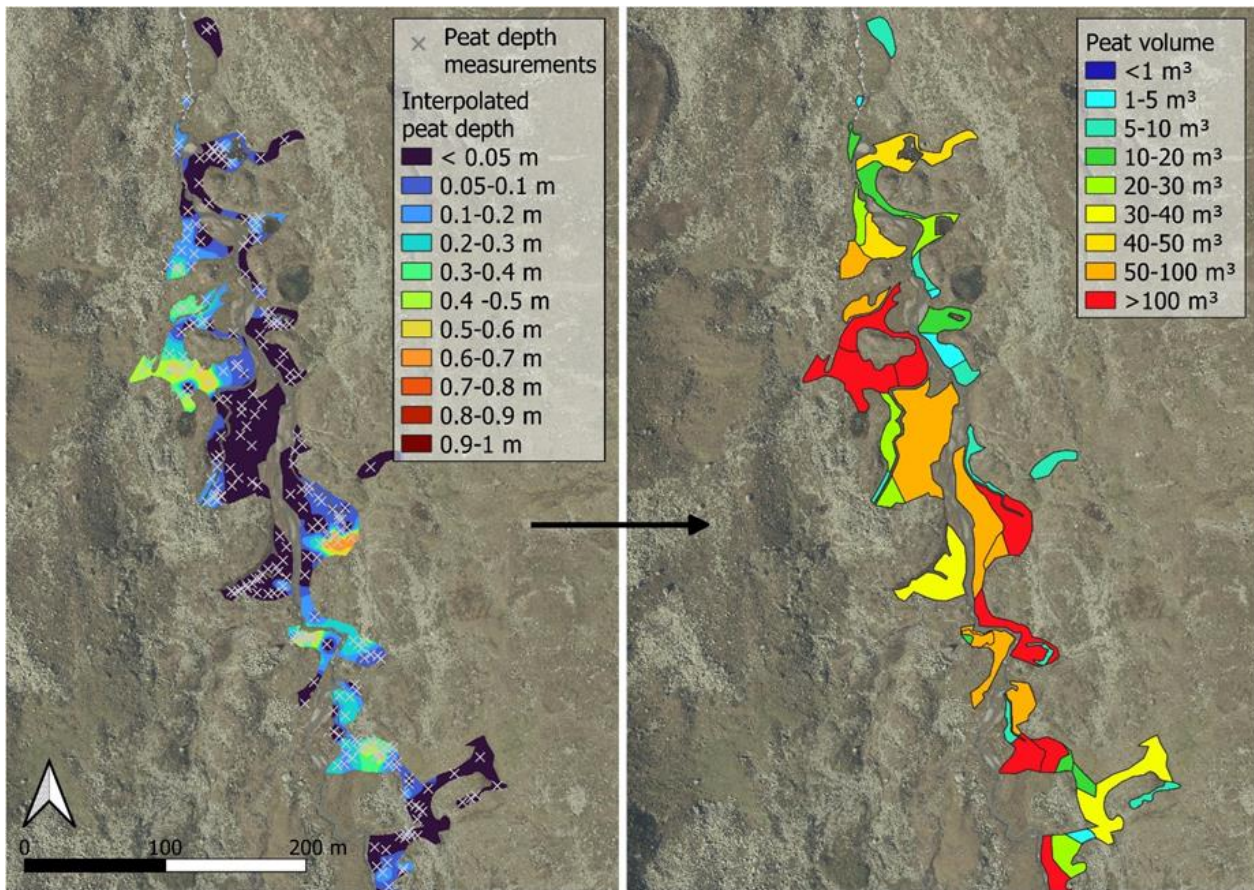 Peat depth
measurements
Interpolated
peat depth
< 0.05 m
0.05-0.1 m
0.1-0.2 m
0.2-0.3 m
0.3-0.4 m
0.4 -0.5 m
0.5-0.6 m
0.6-0.7 m
0.7-0.8 m
0.8-0.9 m
0.9-1 m
0 100 200 m
Peat volume
<1 m³
1-5 m³
5-10 m³
10-20 m³
20-30 m³
30-40 m³
40-50 m³
50-100 m³
>100 m³